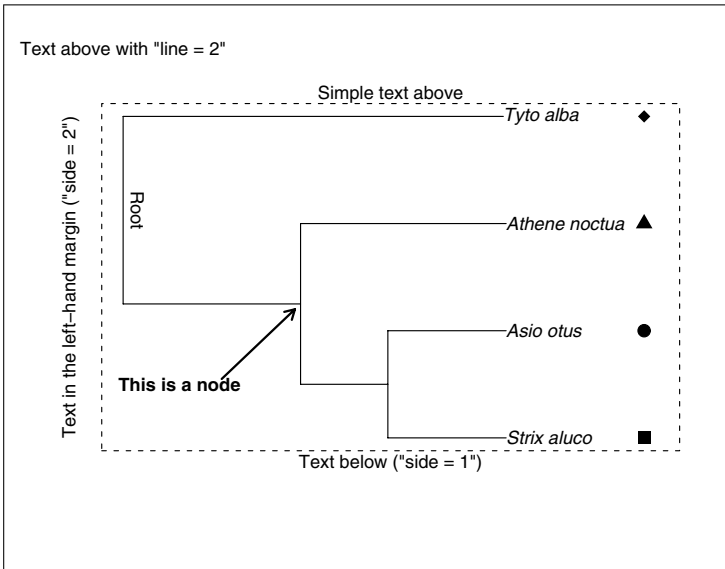 Text above with "line = 2"
Simple text above
Text in the left–hand margin ("side = 2")
Tyto alba
Root
Athene noctua
Asio otus
This is a node
Strix aluco
Text below ("side = 1")